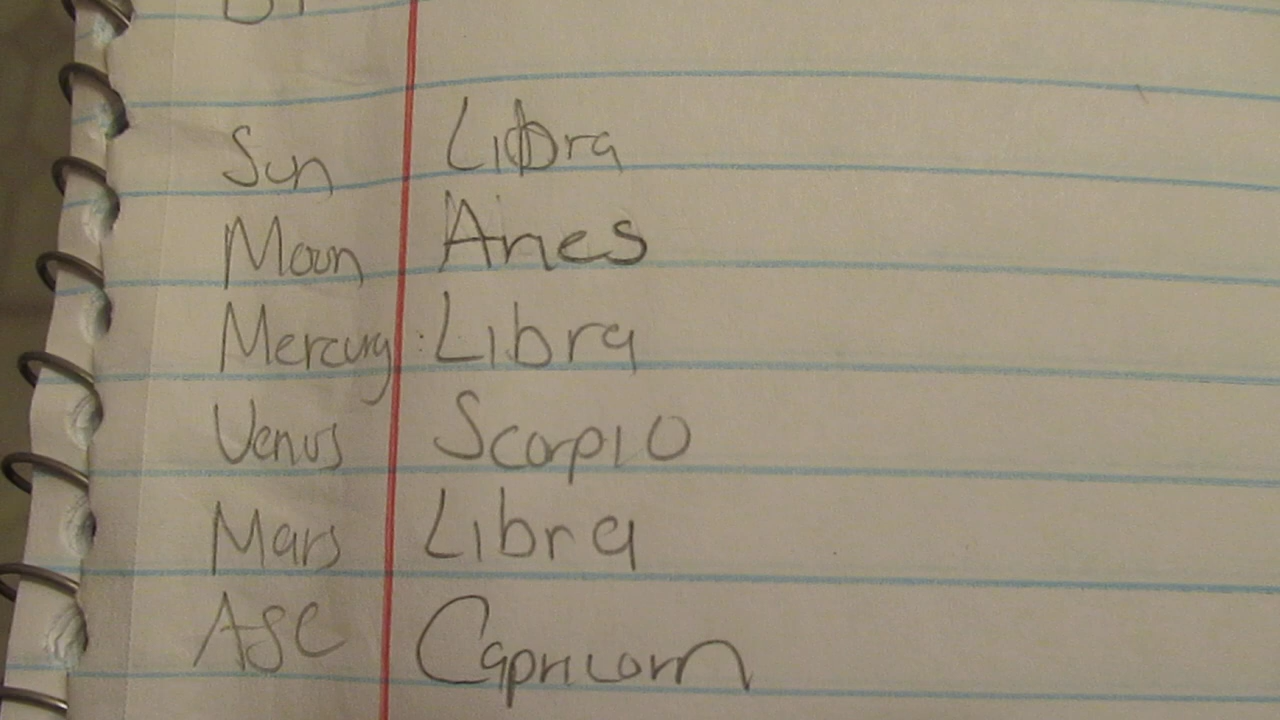 Sun Libra
Moon Aries
Mercury : Libra
Venus Scorpio
Mars Libra
ASC Capricorn